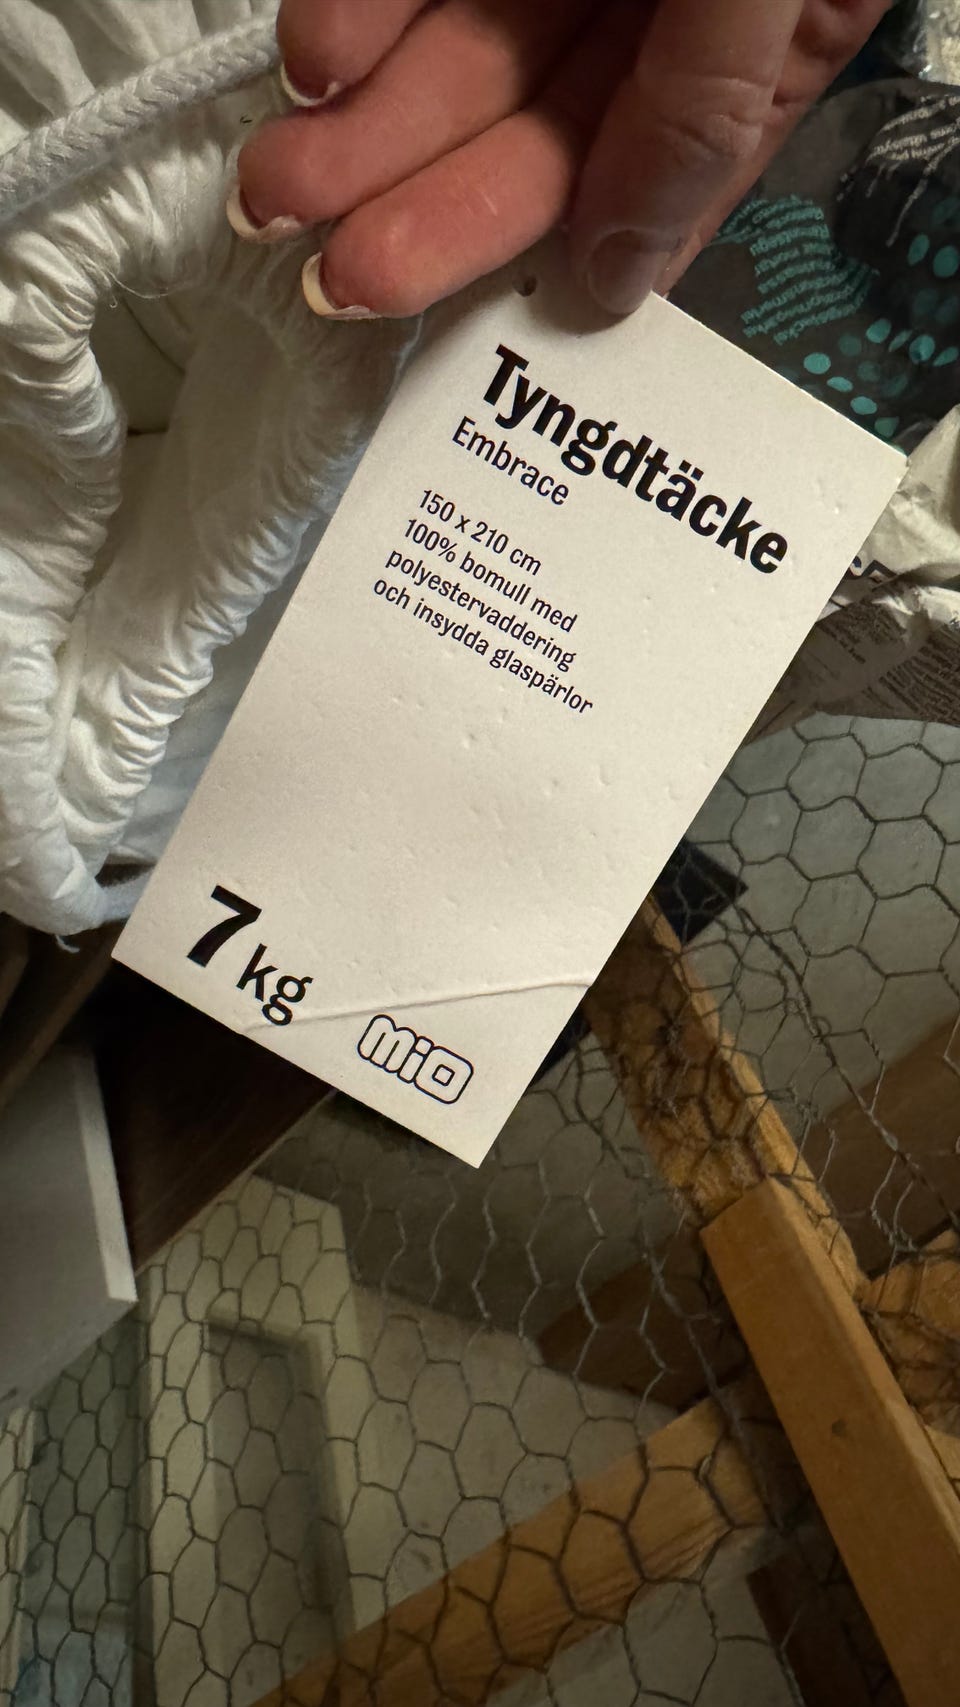 Tyngdtäcke
Embrace
150 x 210 cm
100% bomull med
polyestervaddering
och insydda glaspärlor
7 kg
MiO